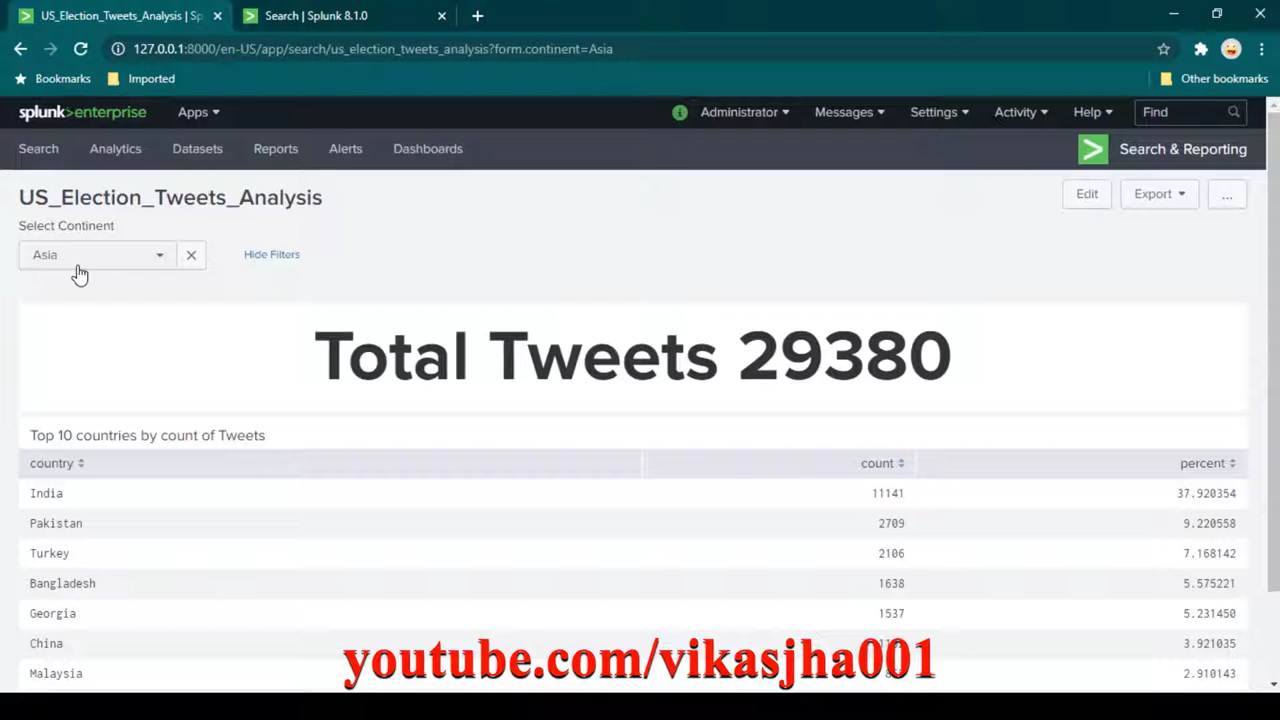 US_Election_Tweets_Analysis | Sp
Search | Splunk 8.1.0
127.0.0.1:8000/en-US/app/search/us_election_tweets_analysis?form.continent=Asia
Bookmarks Imported Other bookmarks
splunk>enterprise Apps Administrator Messages Settings Activity Help Find
Search Analytics Datasets Reports Alerts Dashboards Search & Reporting
US_Election_Tweets_Analysis Edit Export ...
Select Continent
Asia Hide Filters
Total Tweets 29380
Top 10 countries by count of Tweets
country count percent
India 11141 37.920354
Pakistan 2709 9.220558
Turkey 2106 7.168142
Bangladesh 1638 5.575221
Georgia 1537 5.231450
China 3.921035
youtube.com/vikasjha001
Malaysia 2.910143